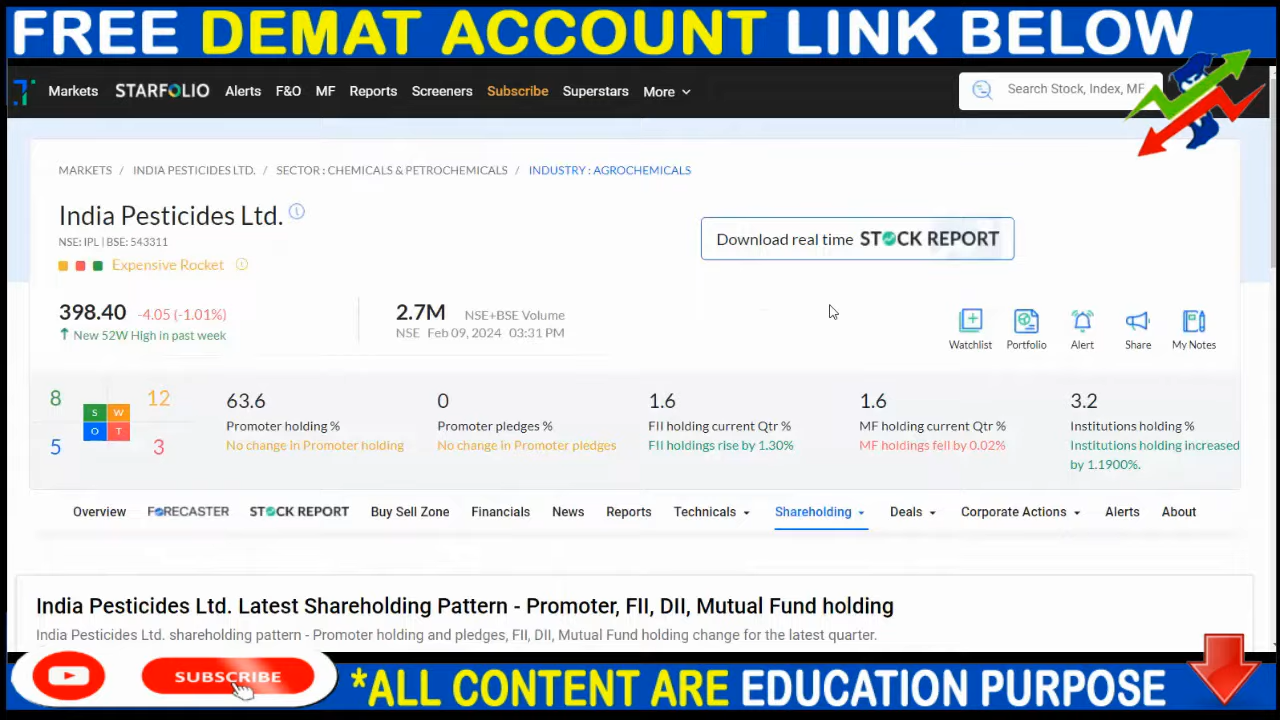 FREE DEMAT ACCOUNT LINK BELOW
Markets STARFOLIO Alerts F&O MF Reports Screeners Subscribe Superstars More Search Stock, Index, MF
MARKETS / INDIA PESTICIDES LTD. / SECTOR : CHEMICALS & PETROCHEMICALS / INDUSTRY : AGROCHEMICALS
India Pesticides Ltd.
NSE: IPL | BSE: 543311
Expensive Rocket
Download real time STOCK REPORT
398.40 -4.05 (-1.01%)
New 52W High in past week
2.7M NSE+BSE Volume
NSE Feb 09, 2024 03:31 PM
Watchlist Portfolio Alert Share My Notes
8 12
S W
O T
5 3
63.6 0 1.6 1.6 3.2
Promoter holding % Promoter pledges % FII holding current Qtr % MF holding current Qtr % Institutions holding %
No change in Promoter holding No change in Promoter pledges FII holdings rise by 1.30% MF holdings fell by 0.02% Institutions holding increased
by 1.1900%.
Overview FORECASTER STOCK REPORT Buy Sell Zone Financials News Reports Technicals Shareholding Deals Corporate Actions Alerts About
India Pesticides Ltd. Latest Shareholding Pattern - Promoter, FII, DII, Mutual Fund holding
India Pesticides Ltd. shareholding pattern - Promoter holding and pledges, FII, DII, Mutual Fund holding change for the latest quarter.
SUBSCRIBE
*ALL CONTENT ARE EDUCATION PURPOSE